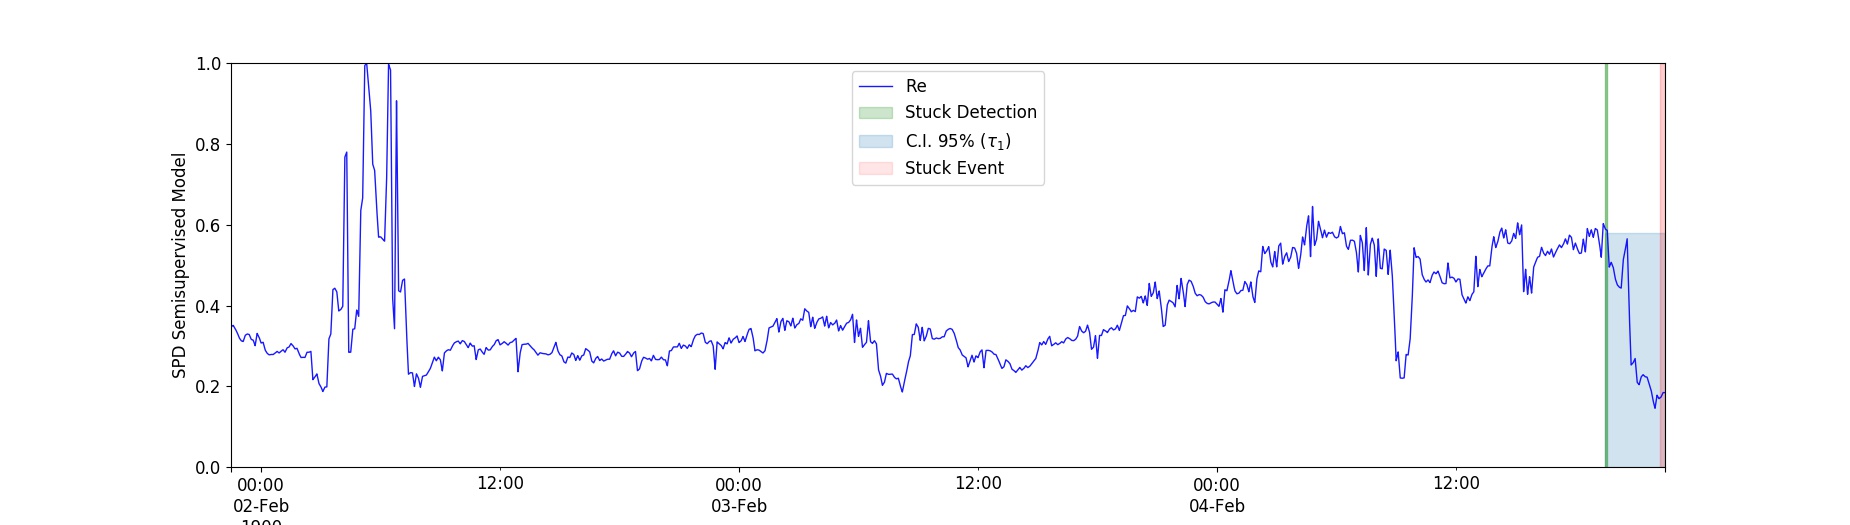 1.0
0.8
0.6
0.4
0.2
0.0
SPD Semisupervised Model
Re
Stuck Detection
C.I. 95% (τ₁)
Stuck Event
00:00 12:00 00:00 12:00 00:00 12:00
02-Feb 03-Feb 04-Feb
1900